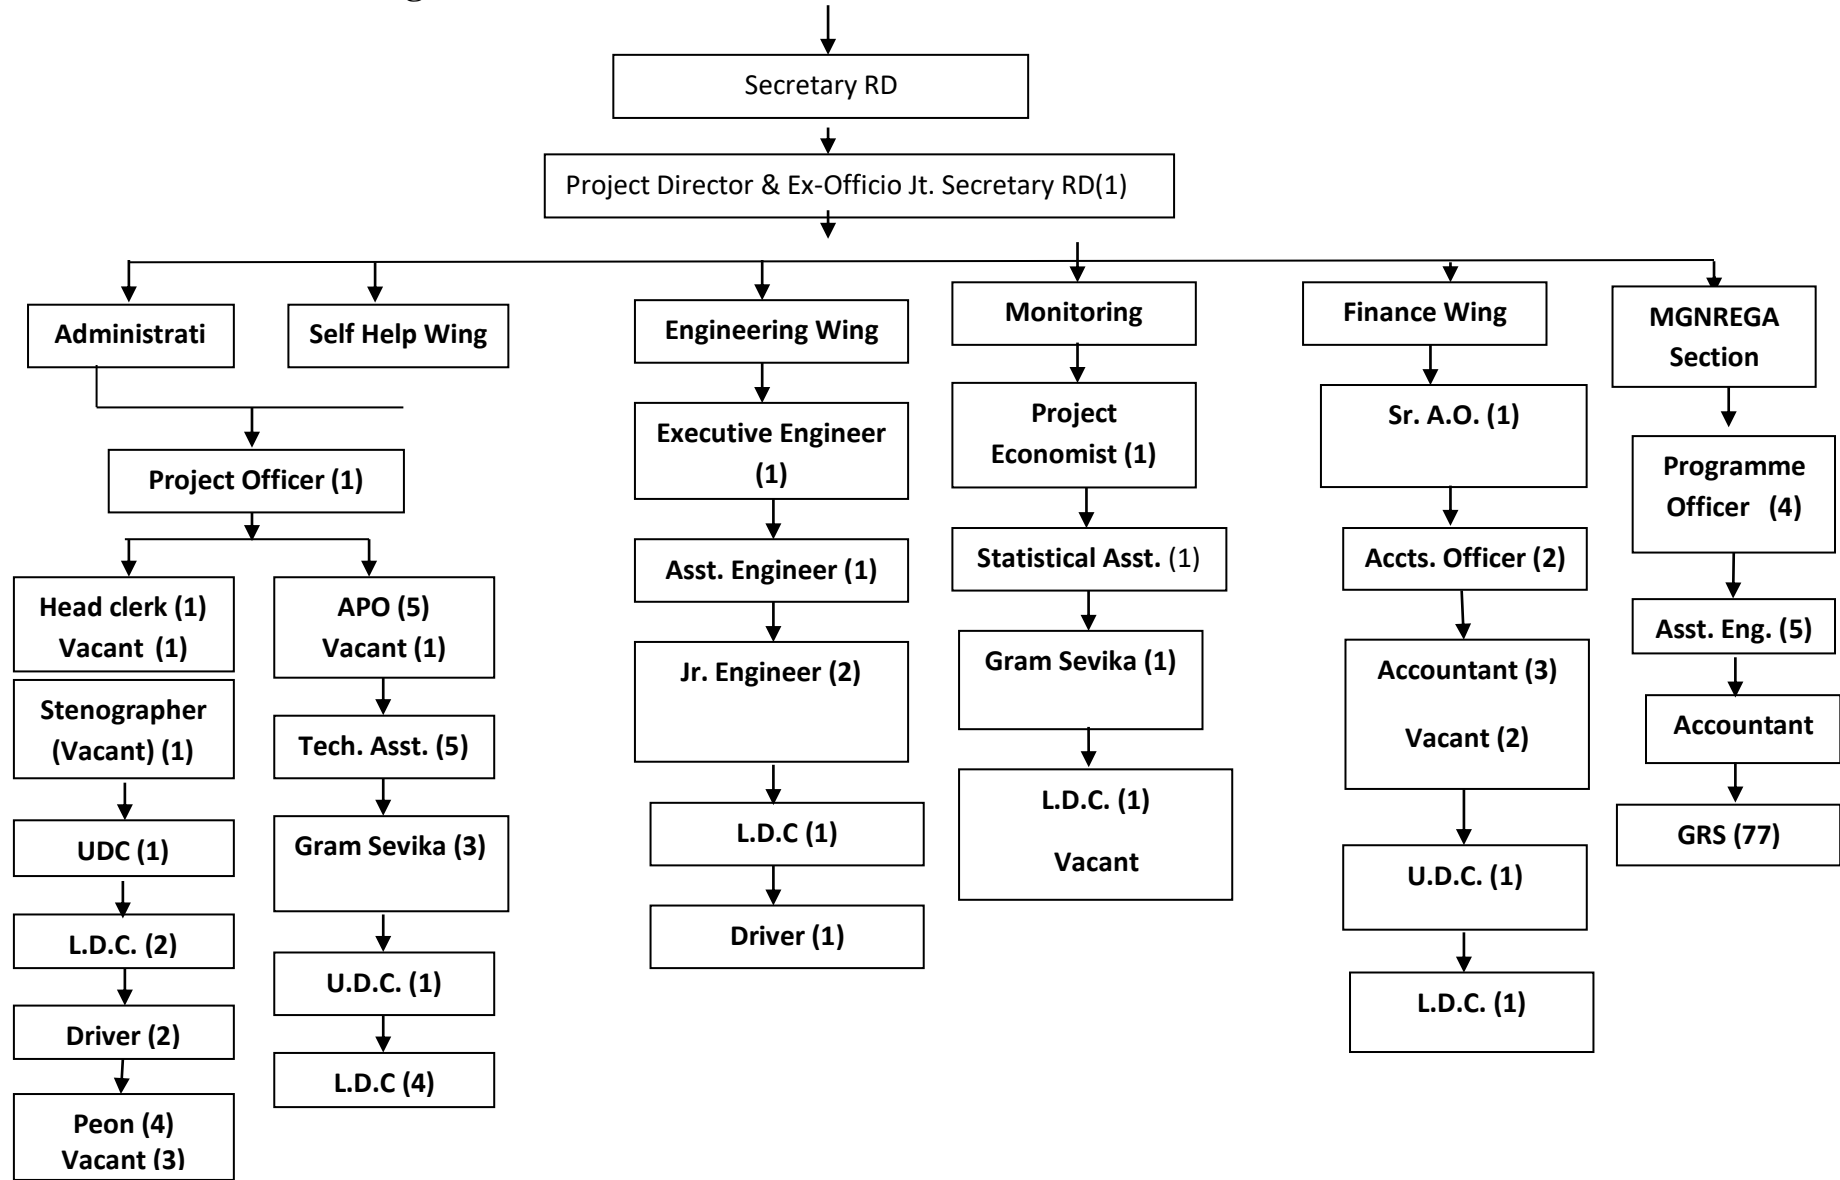 Secretary RD
Project Director & Ex-Officio Jt. Secretary RD(1)
Administrati
Self Help Wing
Engineering Wing
Monitoring
Finance Wing
MGNREGA
Section
Project Officer (1)
Head clerk (1)
Vacant (1)
Stenographer
(Vacant) (1)
UDC (1)
L.D.C. (2)
Driver (2)
Peon (4)
Vacant (3)
APO (5)
Vacant (1)
Tech. Asst. (5)
Gram Sevika (3)
U.D.C. (1)
L.D.C (4)
Executive Engineer
(1)
Asst. Engineer (1)
Jr. Engineer (2)
L.D.C (1)
Driver (1)
Project
Economist (1)
Statistical Asst. (1)
Gram Sevika (1)
L.D.C. (1)
Vacant
Sr. A.O. (1)
Accts. Officer (2)
Accountant (3)
Vacant (2)
U.D.C. (1)
L.D.C. (1)
Programme
Officer (4)
Asst. Eng. (5)
Accountant
GRS (77)